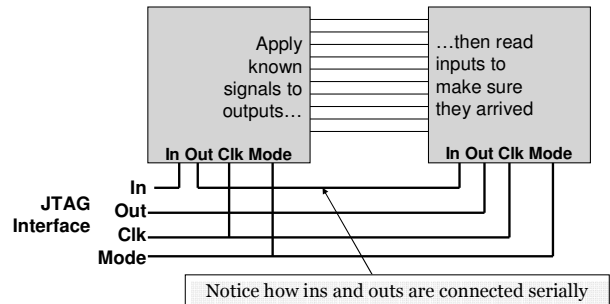 Apply
known
signals to
outputs…
…then read
inputs to
make sure
they arrived
In Out Clk Mode
In Out Clk Mode
JTAG
Interface
In
Out
Clk
Mode
Notice how ins and outs are connected serially